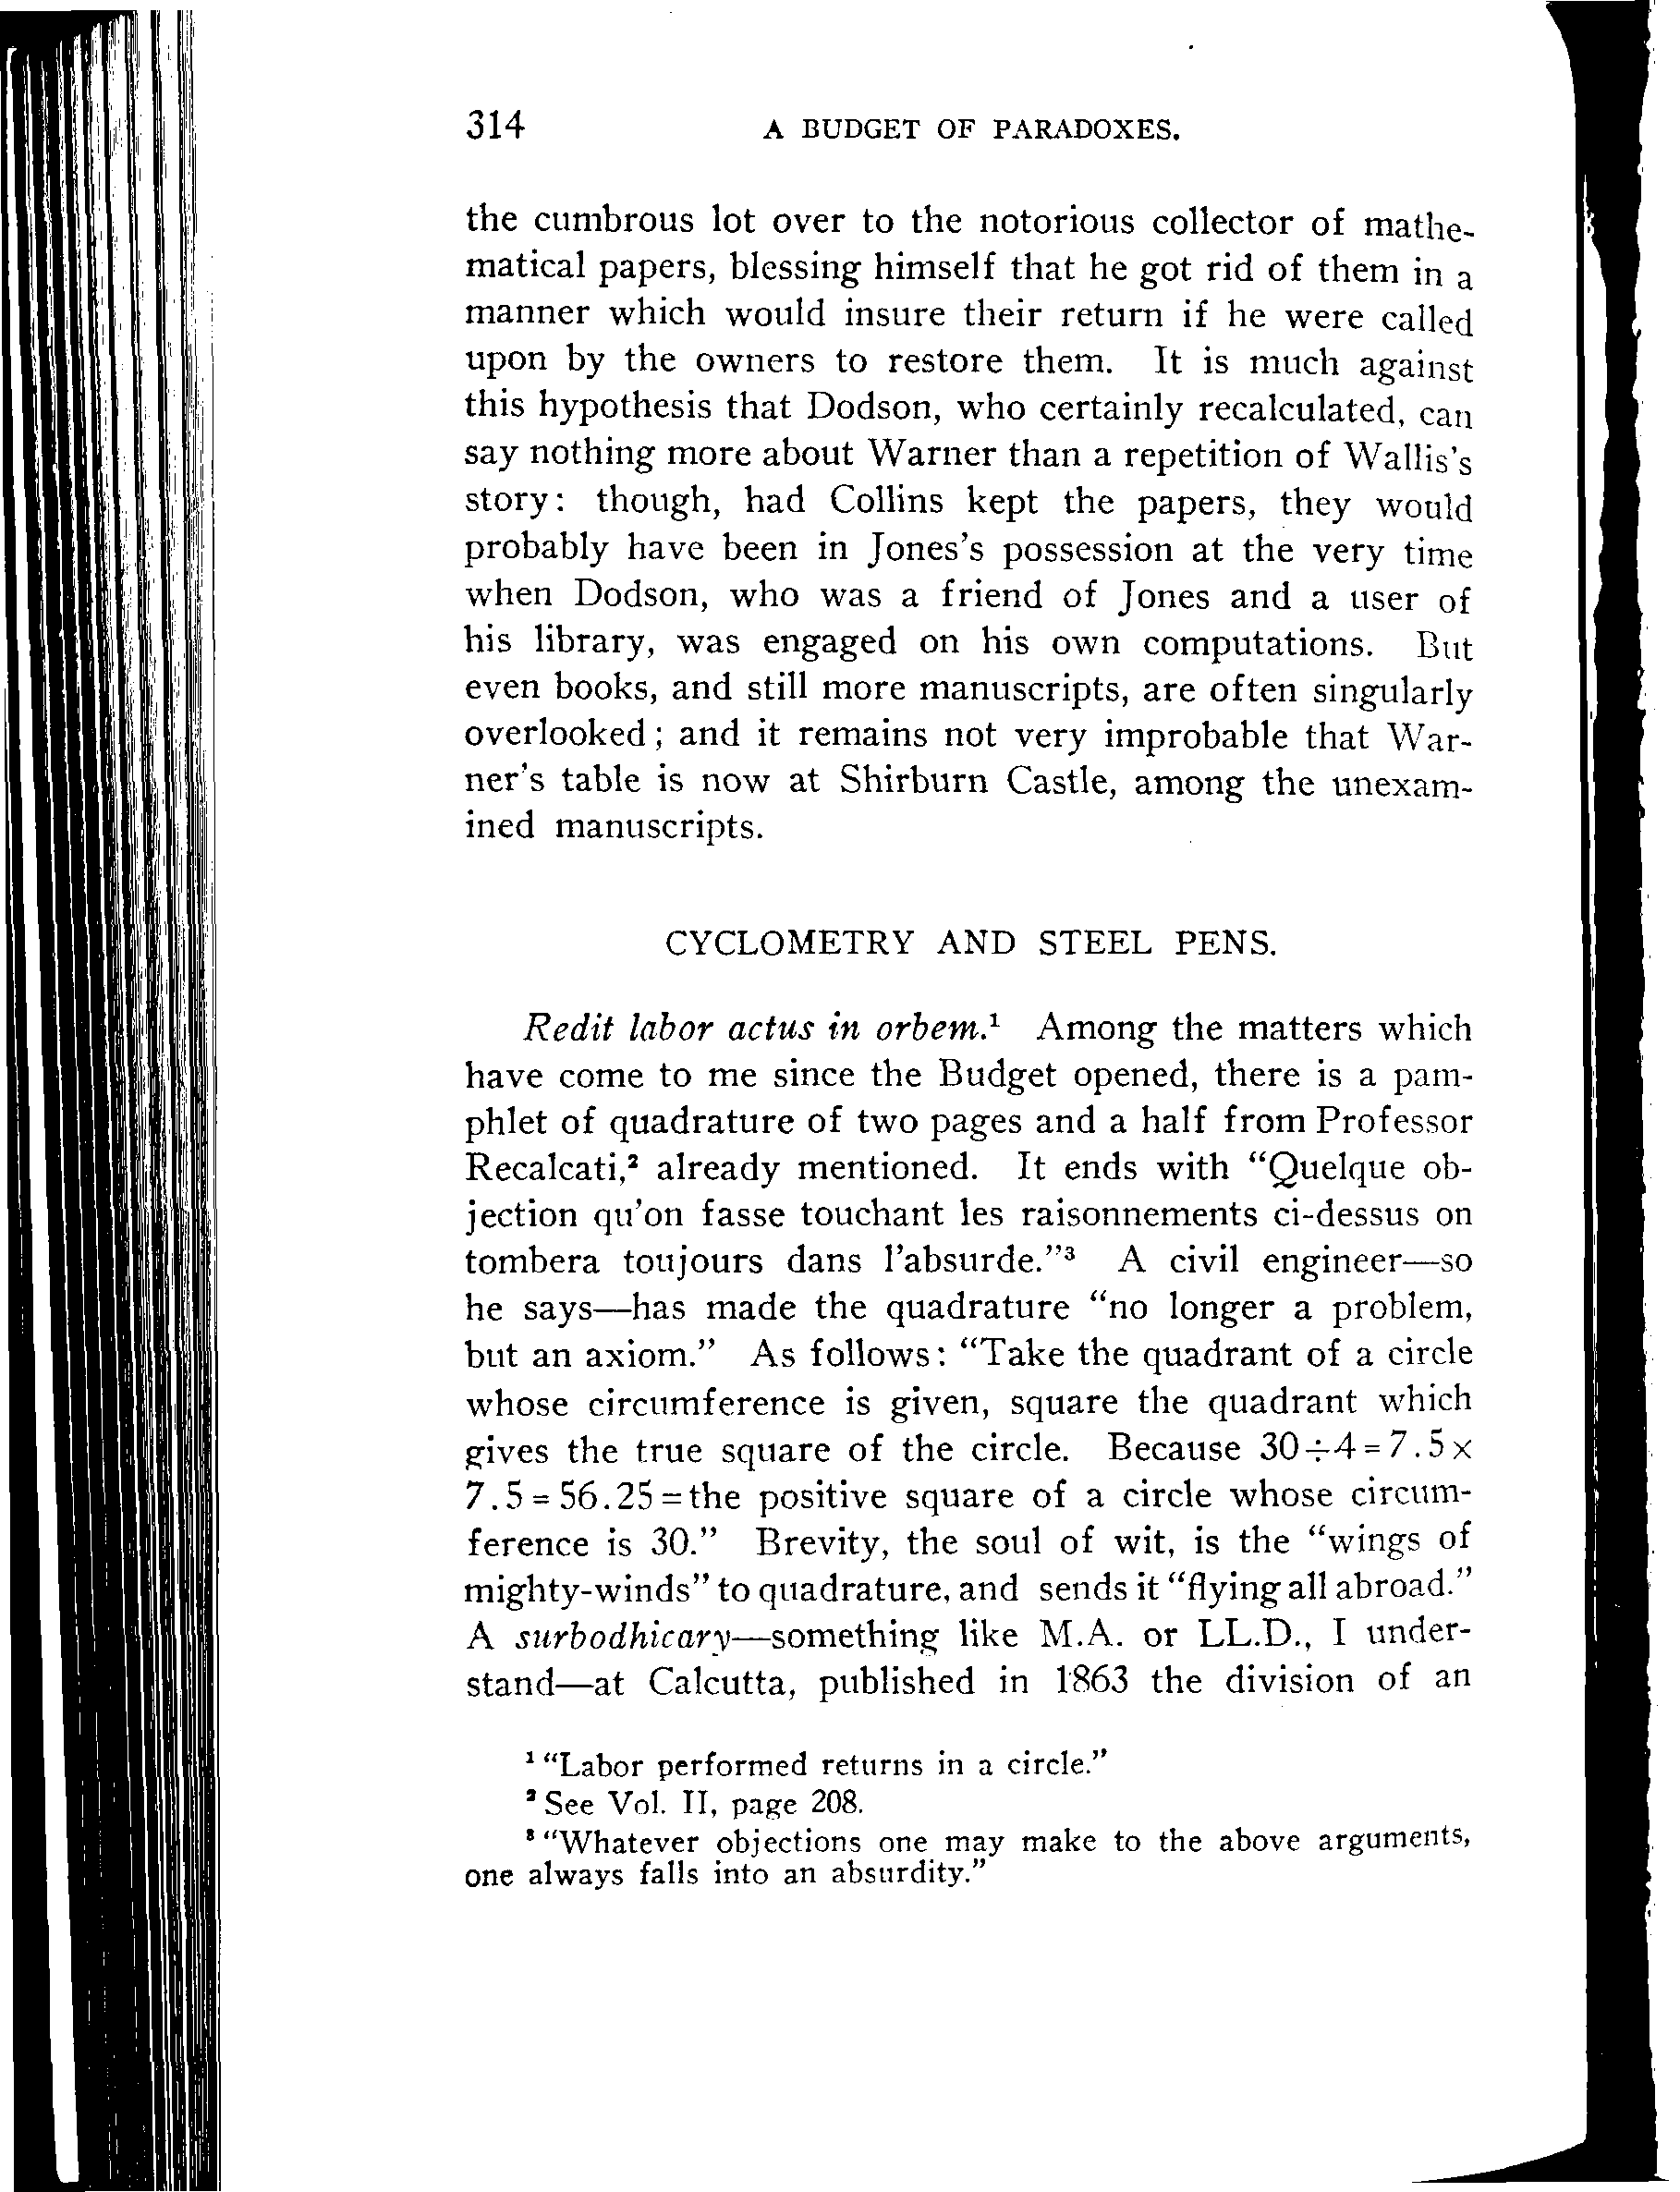 314 A BUDGET OF PARADOXES.
the cumbrous lot over to the notorious collector of mathe-
matical papers, blessing himself that he got rid of them in a
manner which would insure their return if he were called
upon by the owners to restore them. It is much against
this hypothesis that Dodson, who certainly recalculated, can
say nothing more about Warner than a repetition of Wallis's
story: though, had Collins kept the papers, they would
probably have been in Jones's possession at the very time
when Dodson, who was a friend of Jones and a user of
his library, was engaged on his own computations. But
even books, and still more manuscripts, are often singularly
overlooked; and it remains not very improbable that War-
ner's table is now at Shirburn Castle, among the unexam-
ined manuscripts.
CYCLOMETRY AND STEEL PENS.
Redit labor actus in orbem.¹ Among the matters which
have come to me since the Budget opened, there is a pam-
phlet of quadrature of two pages and a half from Professor
Recalcati,² already mentioned. It ends with “Quelque ob-
jection qu'on fasse touchant les raisonnements ci-dessus on
tombera toujours dans l'absurde.”³ A civil engineer—so
he says—has made the quadrature “no longer a problem,
but an axiom.” As follows: “Take the quadrant of a circle
whose circumference is given, square the quadrant which
gives the true square of the circle. Because 30÷4=7.5×
7.5=56.25=the positive square of a circle whose circum-
ference is 30.” Brevity, the soul of wit, is the “wings of
mighty-winds” to quadrature, and sends it “flying all abroad.”
A surbodhicary—something like M.A. or LL.D., I under-
stand—at Calcutta, published in 1863 the division of an
¹ “Labor performed returns in a circle.”
² See Vol. II, page 208.
³ “Whatever objections one may make to the above arguments,
one always falls into an absurdity.”